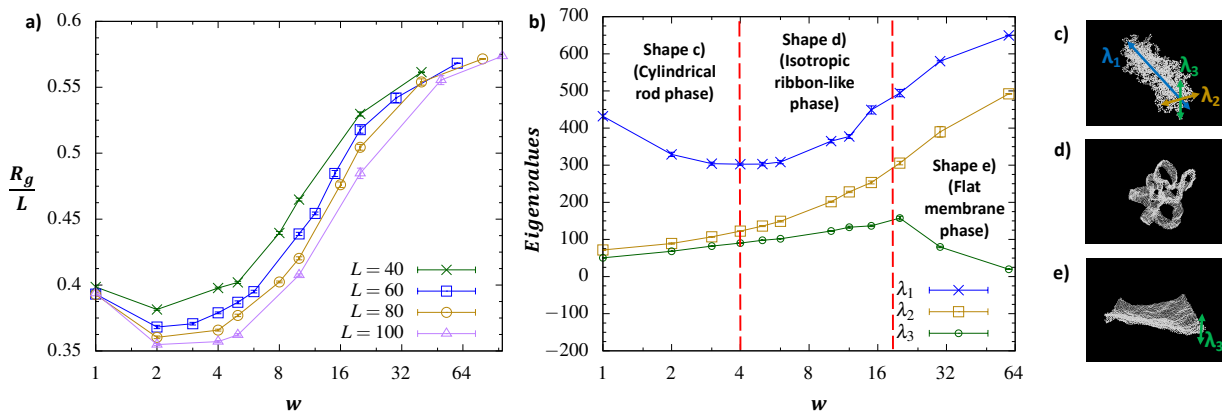 a)
0.6
0.55
0.5
0.45
0.4
0.35
R_g
L
L = 40
L = 60
L = 80
L = 100
1 2 4 8 16 32 64
w
b)
700
600
500
400
300
200
100
0
−100
−200
Eigenvalues
Shape c)
(Cylindrical
rod phase)
Shape d)
(Isotropic
ribbon-like
phase)
Shape e)
(Flat
membrane
phase)
λ₁
λ₂
λ₃
1 2 4 8 16 32 64
w
c)
λ₁
λ₃
λ₂
d)
e)
λ₃